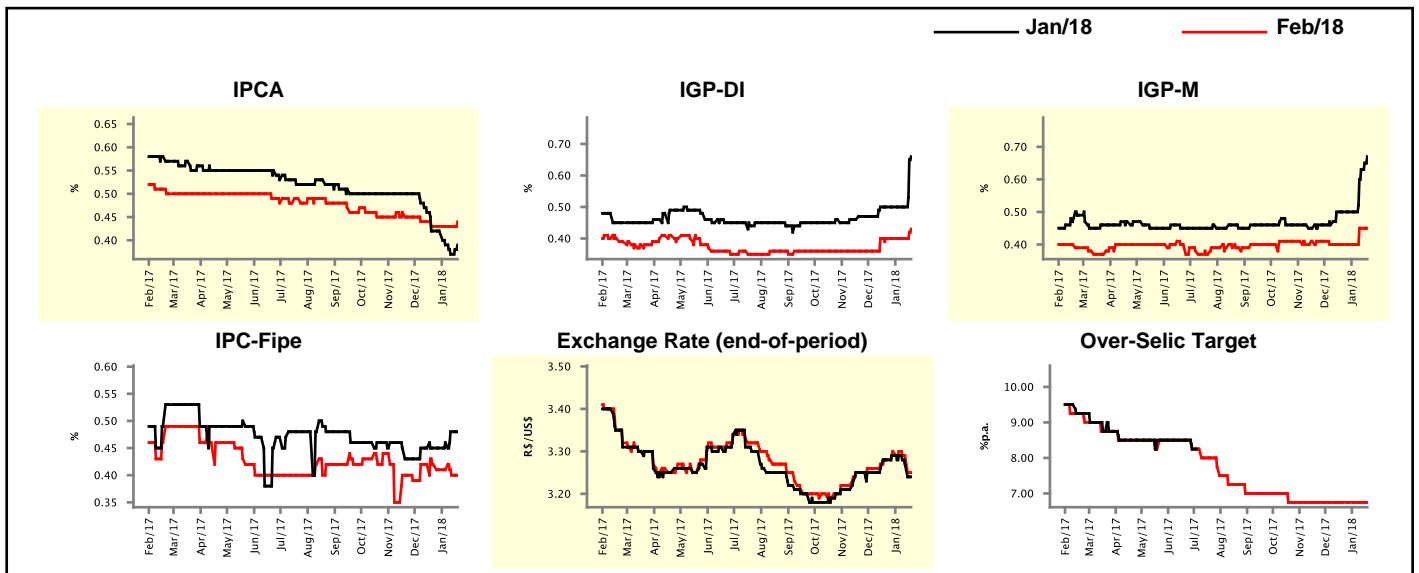 Jan/18 Feb/18
IPCA IGP-DI IGP-M
%
0.65
0.60
0.55
0.50
0.45
0.40
Feb/17 Mar/17 Apr/17 May/17 Jun/17 Jul/17 Aug/17 Sep/17 Oct/17 Nov/17 Dec/17 Jan/18
%
0.70
0.60
0.50
0.40
Feb/17 Mar/17 Apr/17 May/17 Jun/17 Jul/17 Aug/17 Sep/17 Oct/17 Nov/17 Dec/17 Jan/18
%
0.70
0.60
0.50
0.40
Feb/17 Mar/17 Apr/17 May/17 Jun/17 Jul/17 Aug/17 Sep/17 Oct/17 Nov/17 Dec/17 Jan/18
IPC-Fipe Exchange Rate (end-of-period) Over-Selic Target
%
0.60
0.55
0.50
0.45
0.40
0.35
Feb/17 Mar/17 Apr/17 May/17 Jun/17 Jul/17 Aug/17 Sep/17 Oct/17 Nov/17 Dec/17 Jan/18
R$/US$
3.50
3.40
3.30
3.20
Feb/17 Mar/17 Apr/17 May/17 Jun/17 Jul/17 Aug/17 Sep/17 Oct/17 Nov/17 Dec/17 Jan/18
%p.a.
10.00
9.00
8.00
7.00
Feb/17 Mar/17 Apr/17 May/17 Jun/17 Jul/17 Aug/17 Sep/17 Oct/17 Nov/17 Dec/17 Jan/18